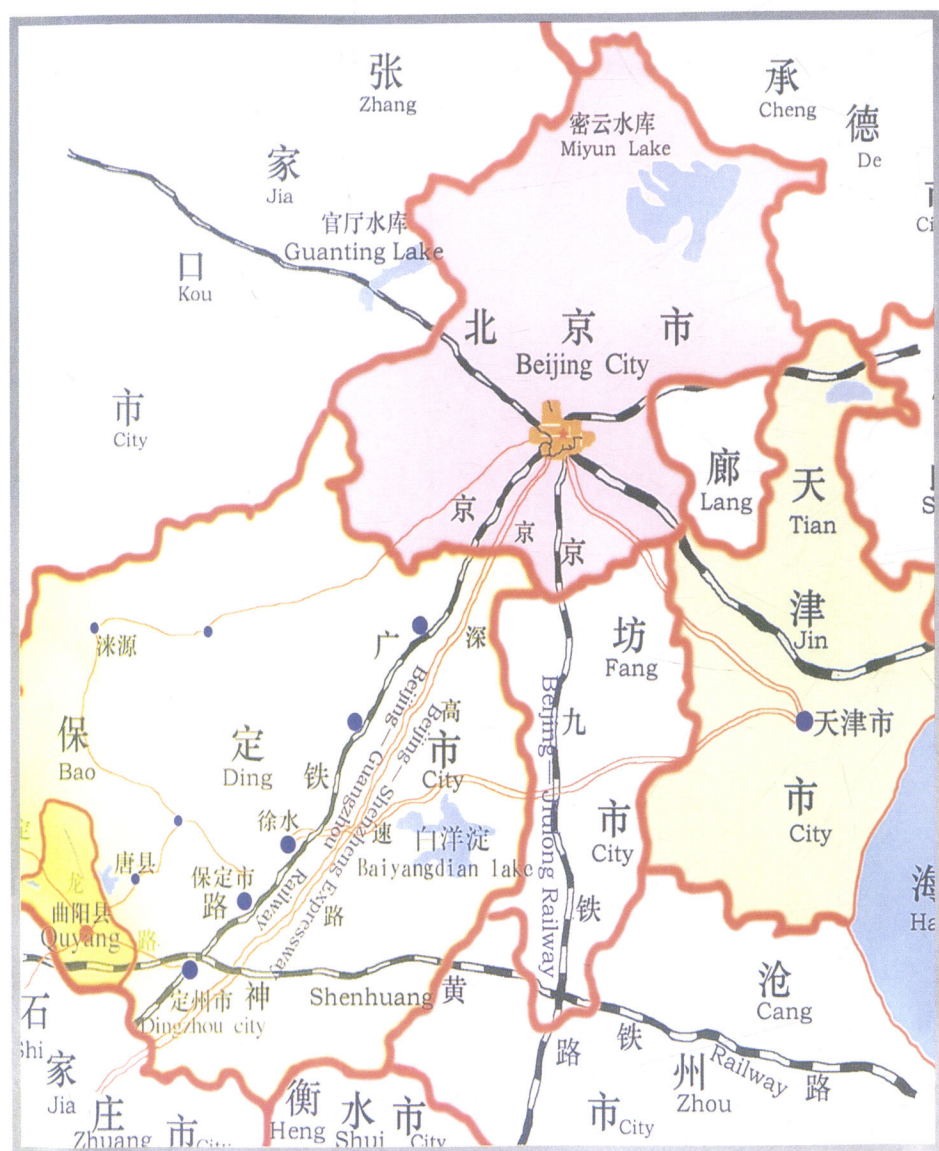 张
Zhang
家
Jia
口
Kou
市
City
承
Cheng
德
De
密云水库
Miyun Lake
官厅水库
Guanting Lake
北京市
Beijing City
廊
Lang
坊
Fang
市
City
天
Tian
津
Jin
市
City
天津市
京
广
铁
路
Beijing—Guangzhou Railway
京
深
高
速
路
Beijing—Shenzheng Expressway
京
九
铁
路
Beijing—Jiulong Railway
涞源
保
Bao
定
Ding
市
City
徐水
白洋淀
Baiyangdian lake
唐县
保定市
龙
曲阳县
Quyang
路
定州市
Dingzhou city
神
黄
铁
路
Shenhuang
Railway
沧
Cang
州
Zhou
市
City
石
Shi
家
Jia
庄
Zhuang
市
City
衡
Heng
水
Shui
市
City